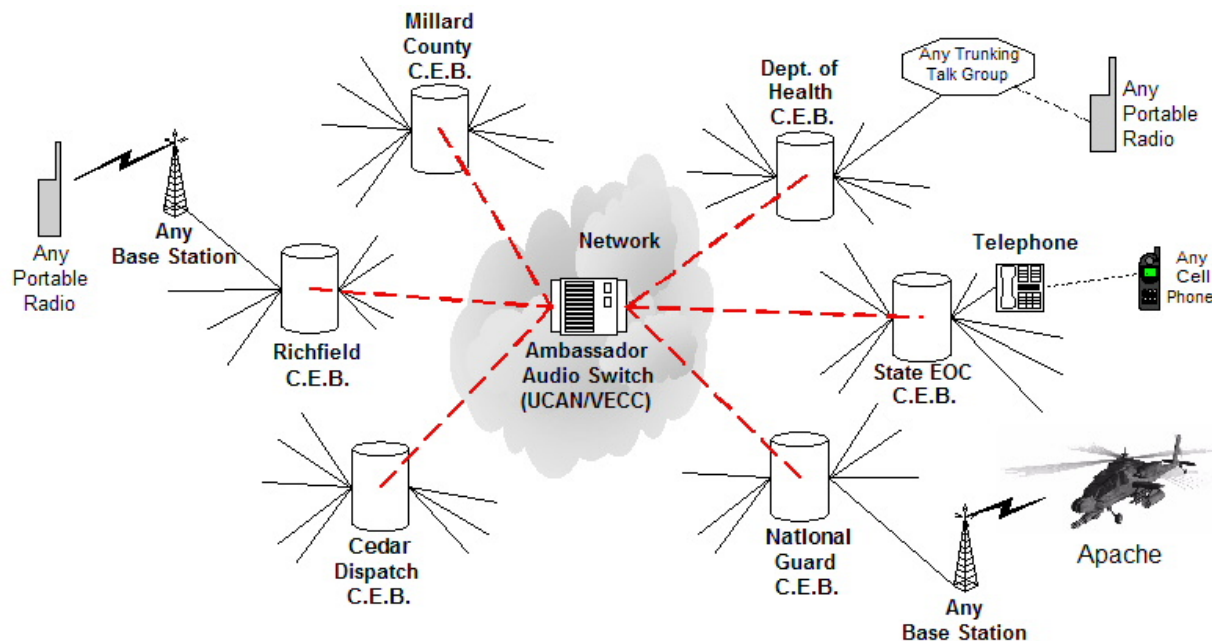 Millard
County
C.E.B.
Dept. of
Health
C.E.B.
Any Trunking
Talk Group
Any
Portable
Radio
Any
Portable
Radio
Any
Base Station
Network
Telephone
Any
Cell
Phone
Richfield
C.E.B.
Ambassador
Audio Switch
(UCAN/VECC)
State EOC
C.E.B.
Cedar
Dispatch
C.E.B.
National
Guard
C.E.B.
Apache
Any
Base Station